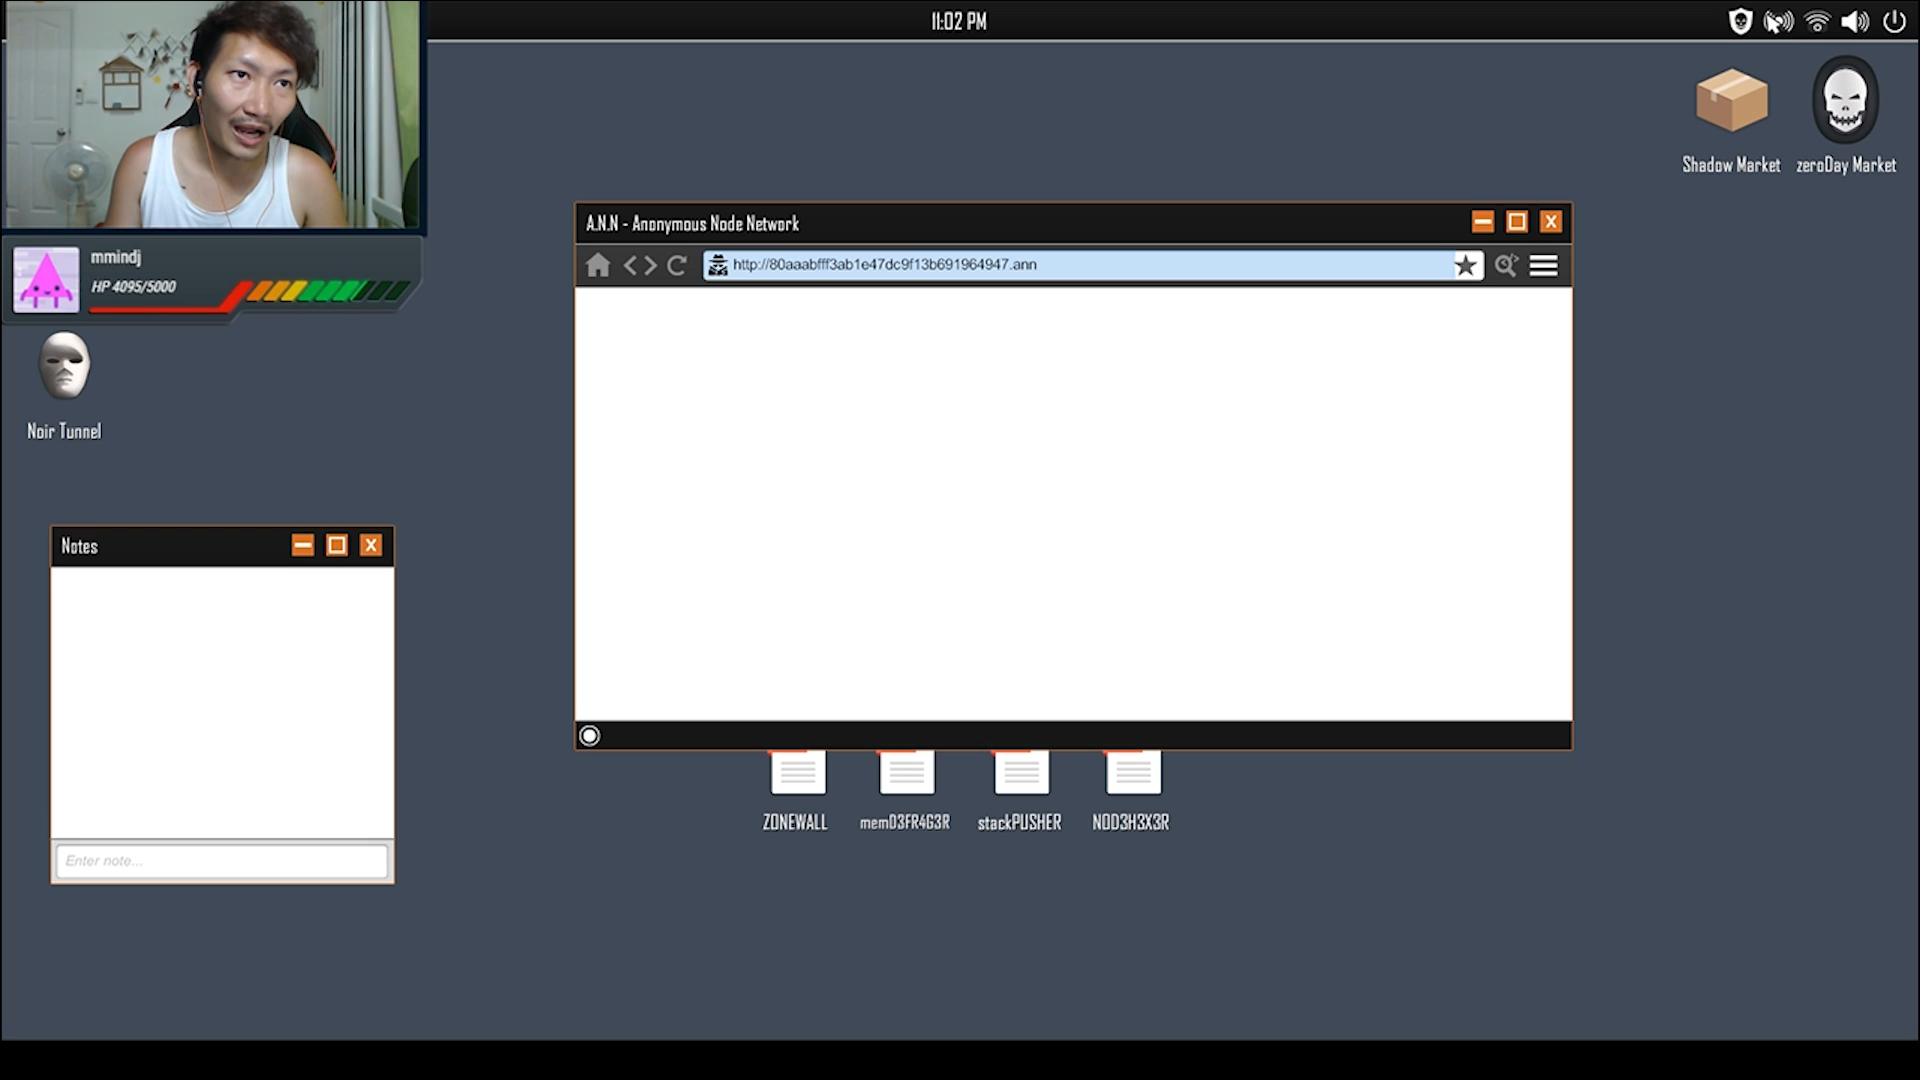 11:02 PM
Shadow Market
zeroDay Market
A.N.N - Anonymous Node Network
http://80aaabfff3ab1e47dc9f13b691964947.ann
mmindj
HP 4095/5000
Noir Tunnel
Notes
Enter note...
ZONEWALL
memD3FR4G3R
stackPUSHER
N0D3H3X3R